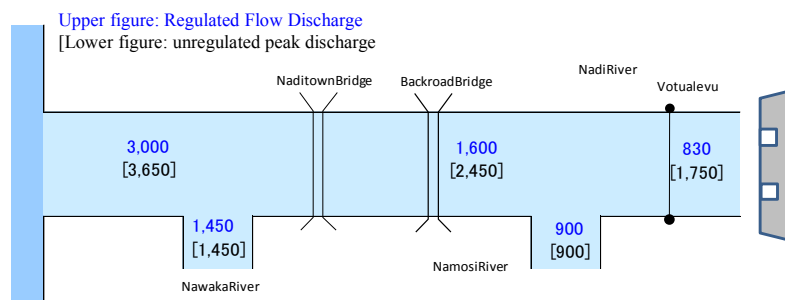 Upper figure: Regulated Flow Discharge
[Lower figure: unregulated peak discharge
NadiRiver
NaditownBridge
BackroadBridge
Votualevu
3,000
[3,650]
1,600
[2,450]
830
[1,750]
1,450
[1,450]
900
[900]
NamosiRiver
NawakaRiver